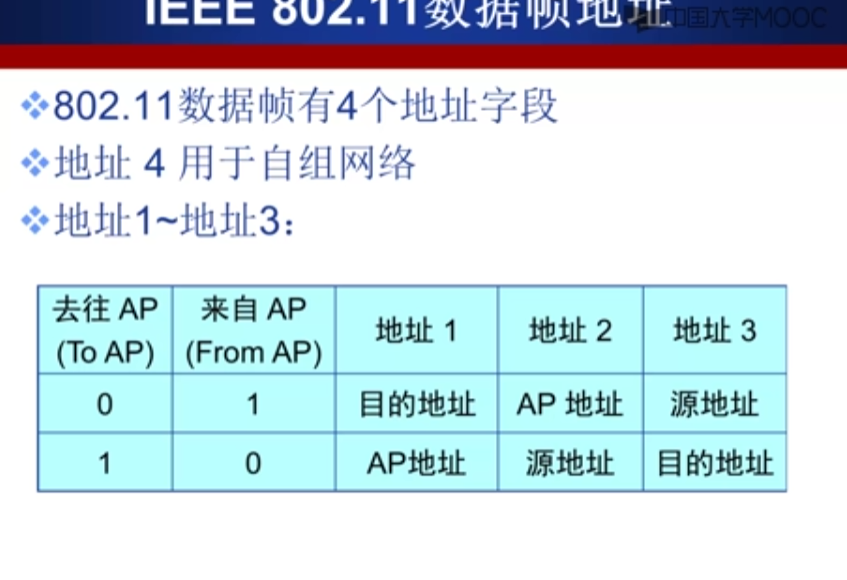 IEEE 802.11数据帧地址
中国大学MOOC
802.11数据帧有4个地址字段
地址 4 用于自组网络
地址1~地址3：
去往 AP
(To AP)
来自 AP
(From AP)
地址 1
地址 2
地址 3
0
1
目的地址
AP 地址
源地址
1
0
AP地址
源地址
目的地址